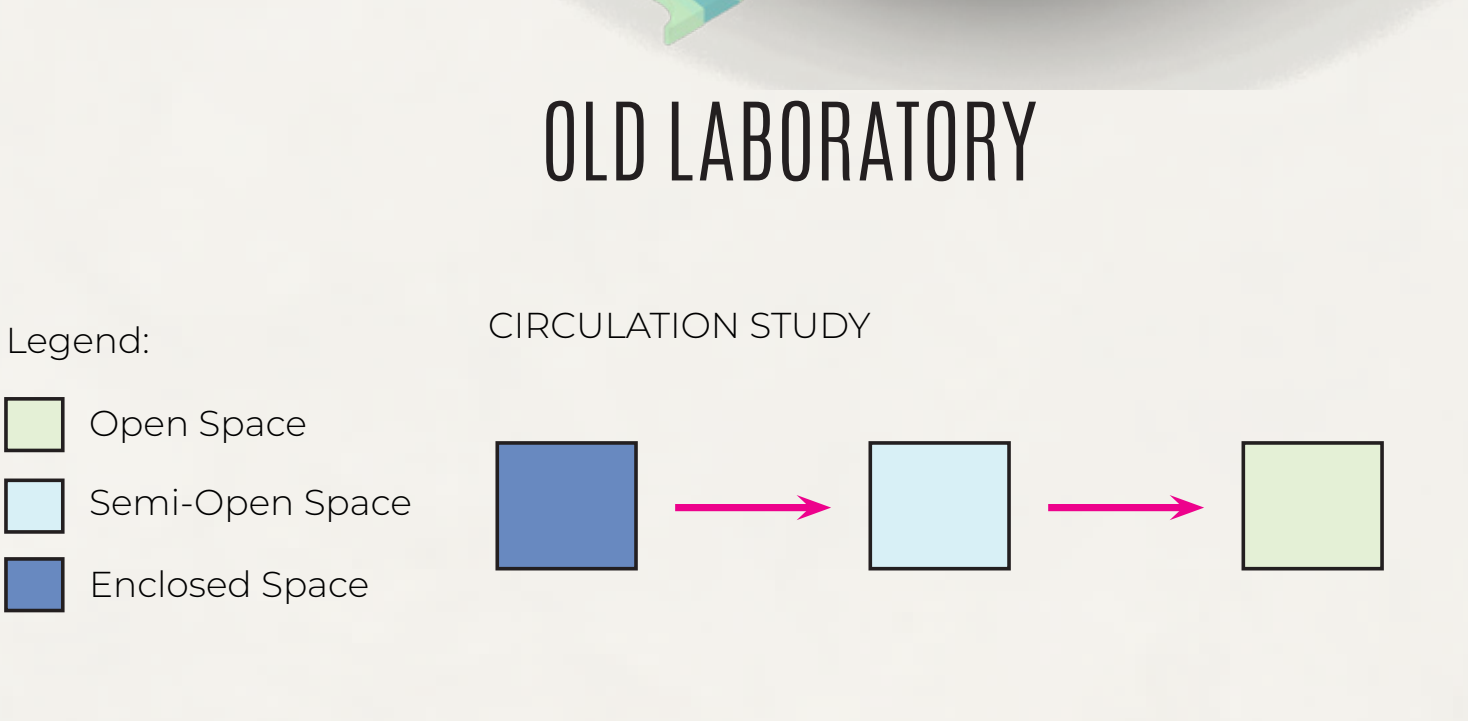 OLD LABORATORY
CIRCULATION STUDY
Legend:
Open Space
Semi-Open Space
Enclosed Space